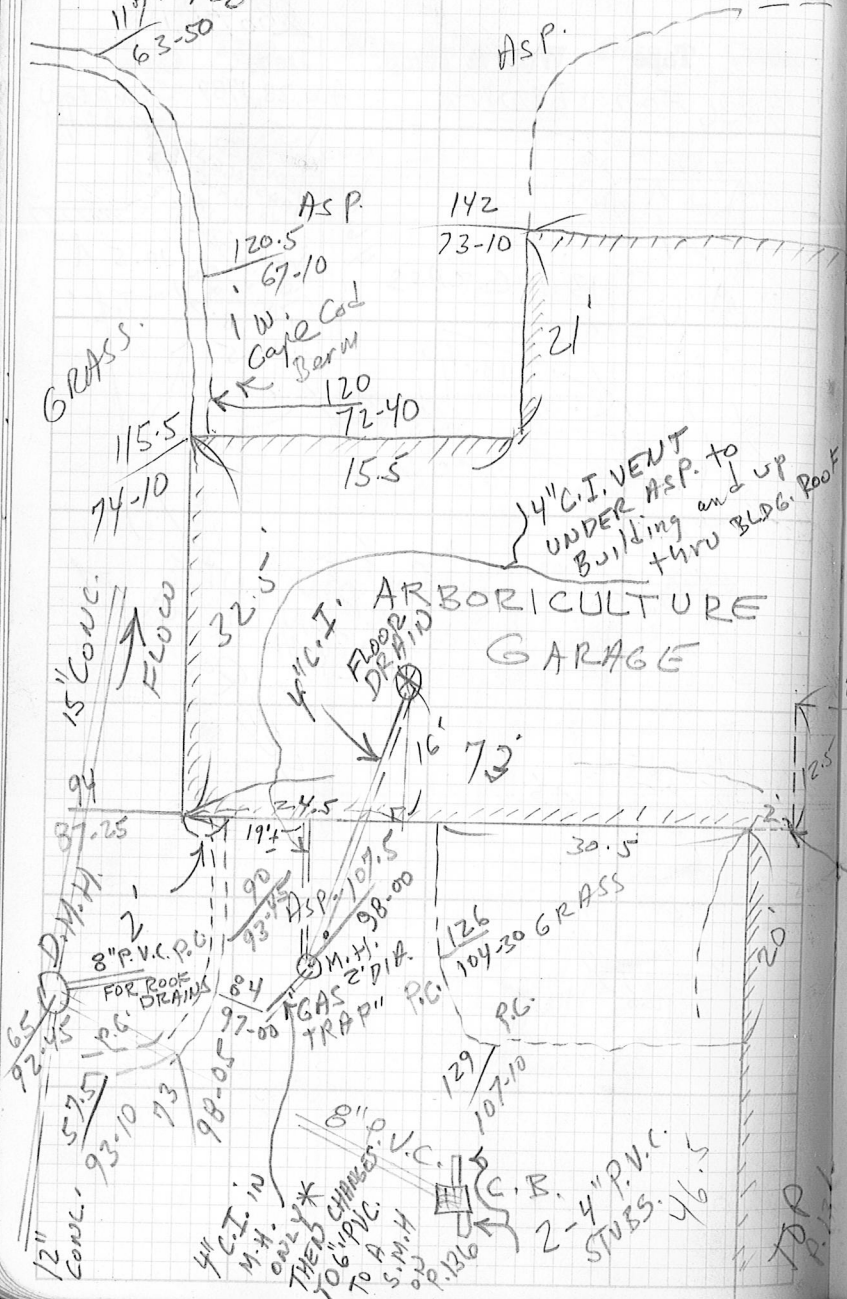 63-50
ASP.
ASP.
142
73-10
120.5
67-10
1 W.
Cape Cod
Berm
21'
GRASS.
120
72-40
115.5
74-10
15.5
4" C.I. VENT
UNDER ASP. to
Building and up
thru BLDG. ROOF
32.5'
ARBORICULTURE
GARAGE
4" C.I.
FLOOR
DRAIN
15" CONC.
FLOW
16'
12.5
94
87.25
24.5
2'
19'±
30.5'
D.M.H.
2'
90
93-45
ASP.
107.5
98-00
126
104-30
GRASS
20'
8" P.V.C.
P.C.
FOR ROOF
DRAINS
M.H.
2' DIA.
"GAS
TRAP"
84
97-00
P.C.
P.C.
65
92-45
P.C.
57.5
93-10
73
98-05
129
107-10
8" P.V.C.
C.B.
2-4" P.V.C.
STUBS.
46.5
12" CONC.
4" C.I. IN
M.H.
ONLY *
THEN CHANGES
TO 6" PVC.
TO A
S.M.H
ON
P.136
TOP